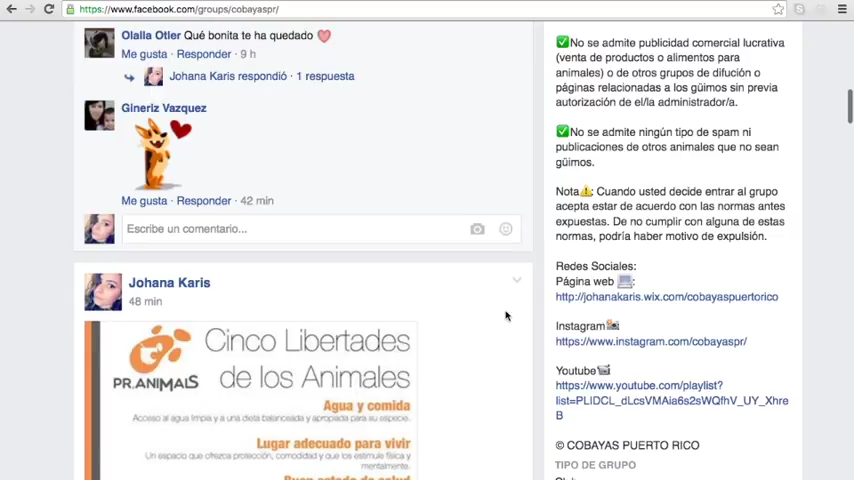 https://www.facebook.com/groups/cobayaspr/
Olalla Otler Qué bonita te ha quedado
Me gusta · Responder · 9 h
Johana Karis respondió · 1 respuesta
Gineriz Vazquez
Me gusta · Responder · 42 min
Escribe un comentario...
Johana Karis
48 min
PR.ANIMALS
Cinco Libertades
de los Animales
Agua y comida
Acceso al agua limpia y a una dieta balanceada y apropiada para su especie.
Lugar adecuado para vivir
Un espacio que ofrezca protección, comodidad y que los estimule física y
mentalmente.
Buen estado de salud
✅No se admite publicidad comercial lucrativa
(venta de productos o alimentos para
animales) o de otros grupos de difución o
páginas relacionadas a los güimos sin previa
autorización de el/la administrador/a.
✅No se admite ningún tipo de spam ni
publicaciones de otros animales que no sean
güimos.
Nota⚠️: Cuando usted decide entrar al grupo
acepta estar de acuerdo con las normas antes
expuestas. De no cumplir con alguna de estas
normas, podría haber motivo de expulsión.
Redes Sociales:
Página web 💻:
http://johanakaris.wix.com/cobayaspuertorico
Instagram📷
https://www.instagram.com/cobayaspr/
Youtube🎥
https://www.youtube.com/playlist?
list=PLIDCL_dLcsVMAia6s2sWQfhV_UY_Xhre
B
© COBAYAS PUERTO RICO
TIPO DE GRUPO